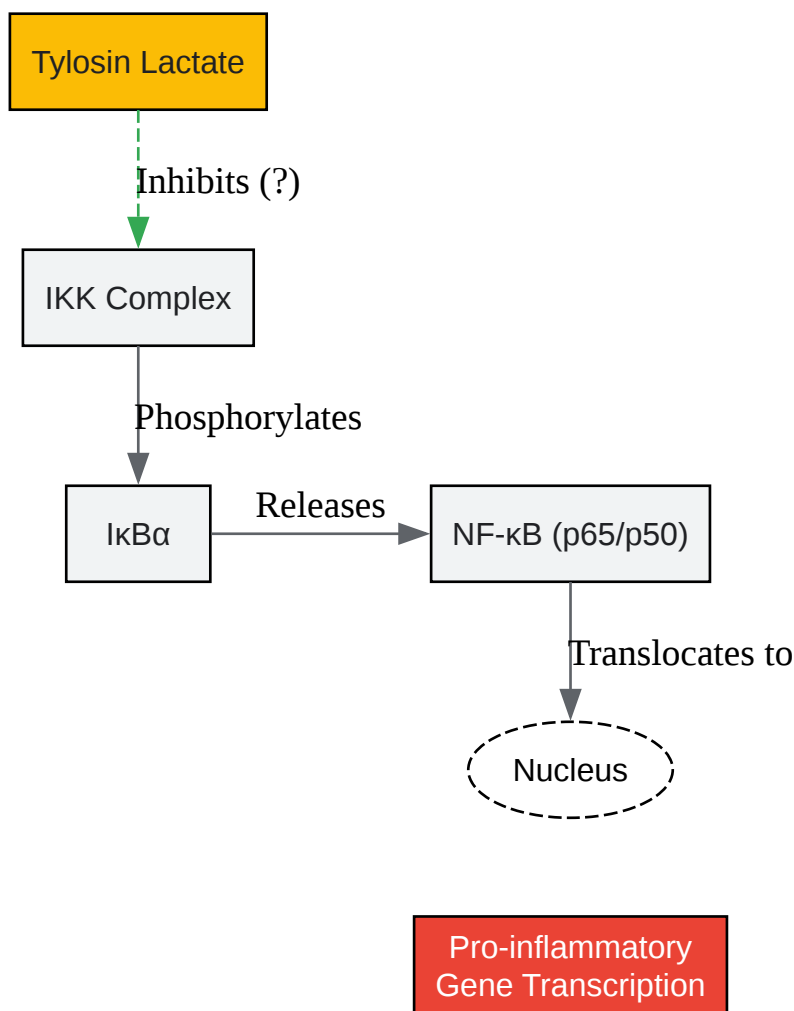 Tylosin Lactate
Inhibits (?)
IKK Complex
Phosphorylates
IκBα
Releases
NF-κB (p65/p50)
Translocates to
Nucleus
Pro-inflammatory
Gene Transcription